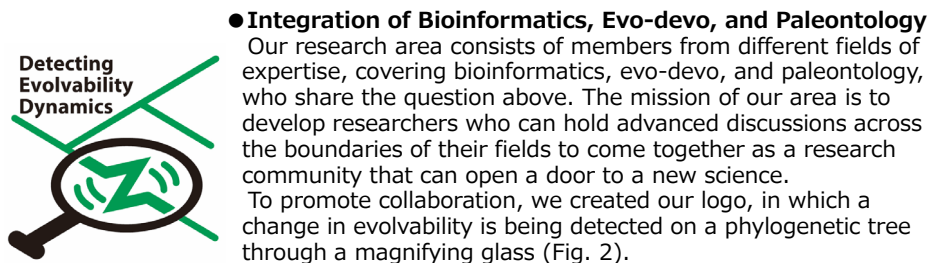 ●Integration of Bioinformatics, Evo-devo, and Paleontology
Our research area consists of members from different fields of
expertise, covering bioinformatics, evo-devo, and paleontology,
who share the question above. The mission of our area is to
develop researchers who can hold advanced discussions across
the boundaries of their fields to come together as a research
community that can open a door to a new science.
To promote collaboration, we created our logo, in which a
change in evolvability is being detected on a phylogenetic tree
through a magnifying glass (Fig. 2).
Detecting
Evolvability
Dynamics